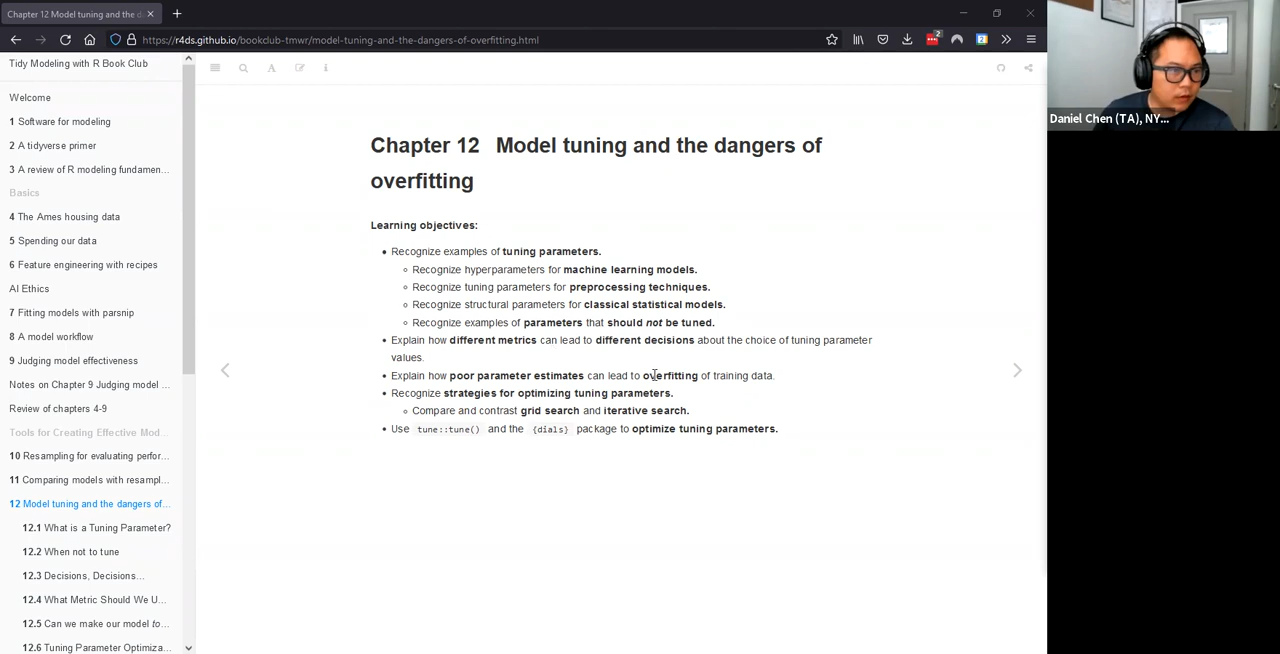 Chapter 12 Model tuning and the d
https://r4ds.github.io/bookclub-tmwr/model-tuning-and-the-dangers-of-overfitting.html
2
2
Daniel Chen (TA), NY...
Tidy Modeling with R Book Club
Welcome
1 Software for modeling
2 A tidyverse primer
3 A review of R modeling fundamen...
Basics
4 The Ames housing data
5 Spending our data
6 Feature engineering with recipes
AI Ethics
7 Fitting models with parsnip
8 A model workflow
9 Judging model effectiveness
Notes on Chapter 9 Judging model ...
Review of chapters 4-9
Tools for Creating Effective Mod...
10 Resampling for evaluating perfor...
11 Comparing models with resampl...
12 Model tuning and the dangers of...
12.1 What is a Tuning Parameter?
12.2 When not to tune
12.3 Decisions, Decisions...
12.4 What Metric Should We U...
12.5 Can we make our model to...
12.6 Tuning Parameter Optimiza...
Chapter 12 Model tuning and the dangers of
overfitting
Learning objectives:
Recognize examples of tuning parameters.
Recognize hyperparameters for machine learning models.
Recognize tuning parameters for preprocessing techniques.
Recognize structural parameters for classical statistical models.
Recognize examples of parameters that should not be tuned.
Explain how different metrics can lead to different decisions about the choice of tuning parameter
values.
Explain how poor parameter estimates can lead to overfitting of training data.
Recognize strategies for optimizing tuning parameters.
Compare and contrast grid search and iterative search.
Use tune::tune() and the {dials} package to optimize tuning parameters.